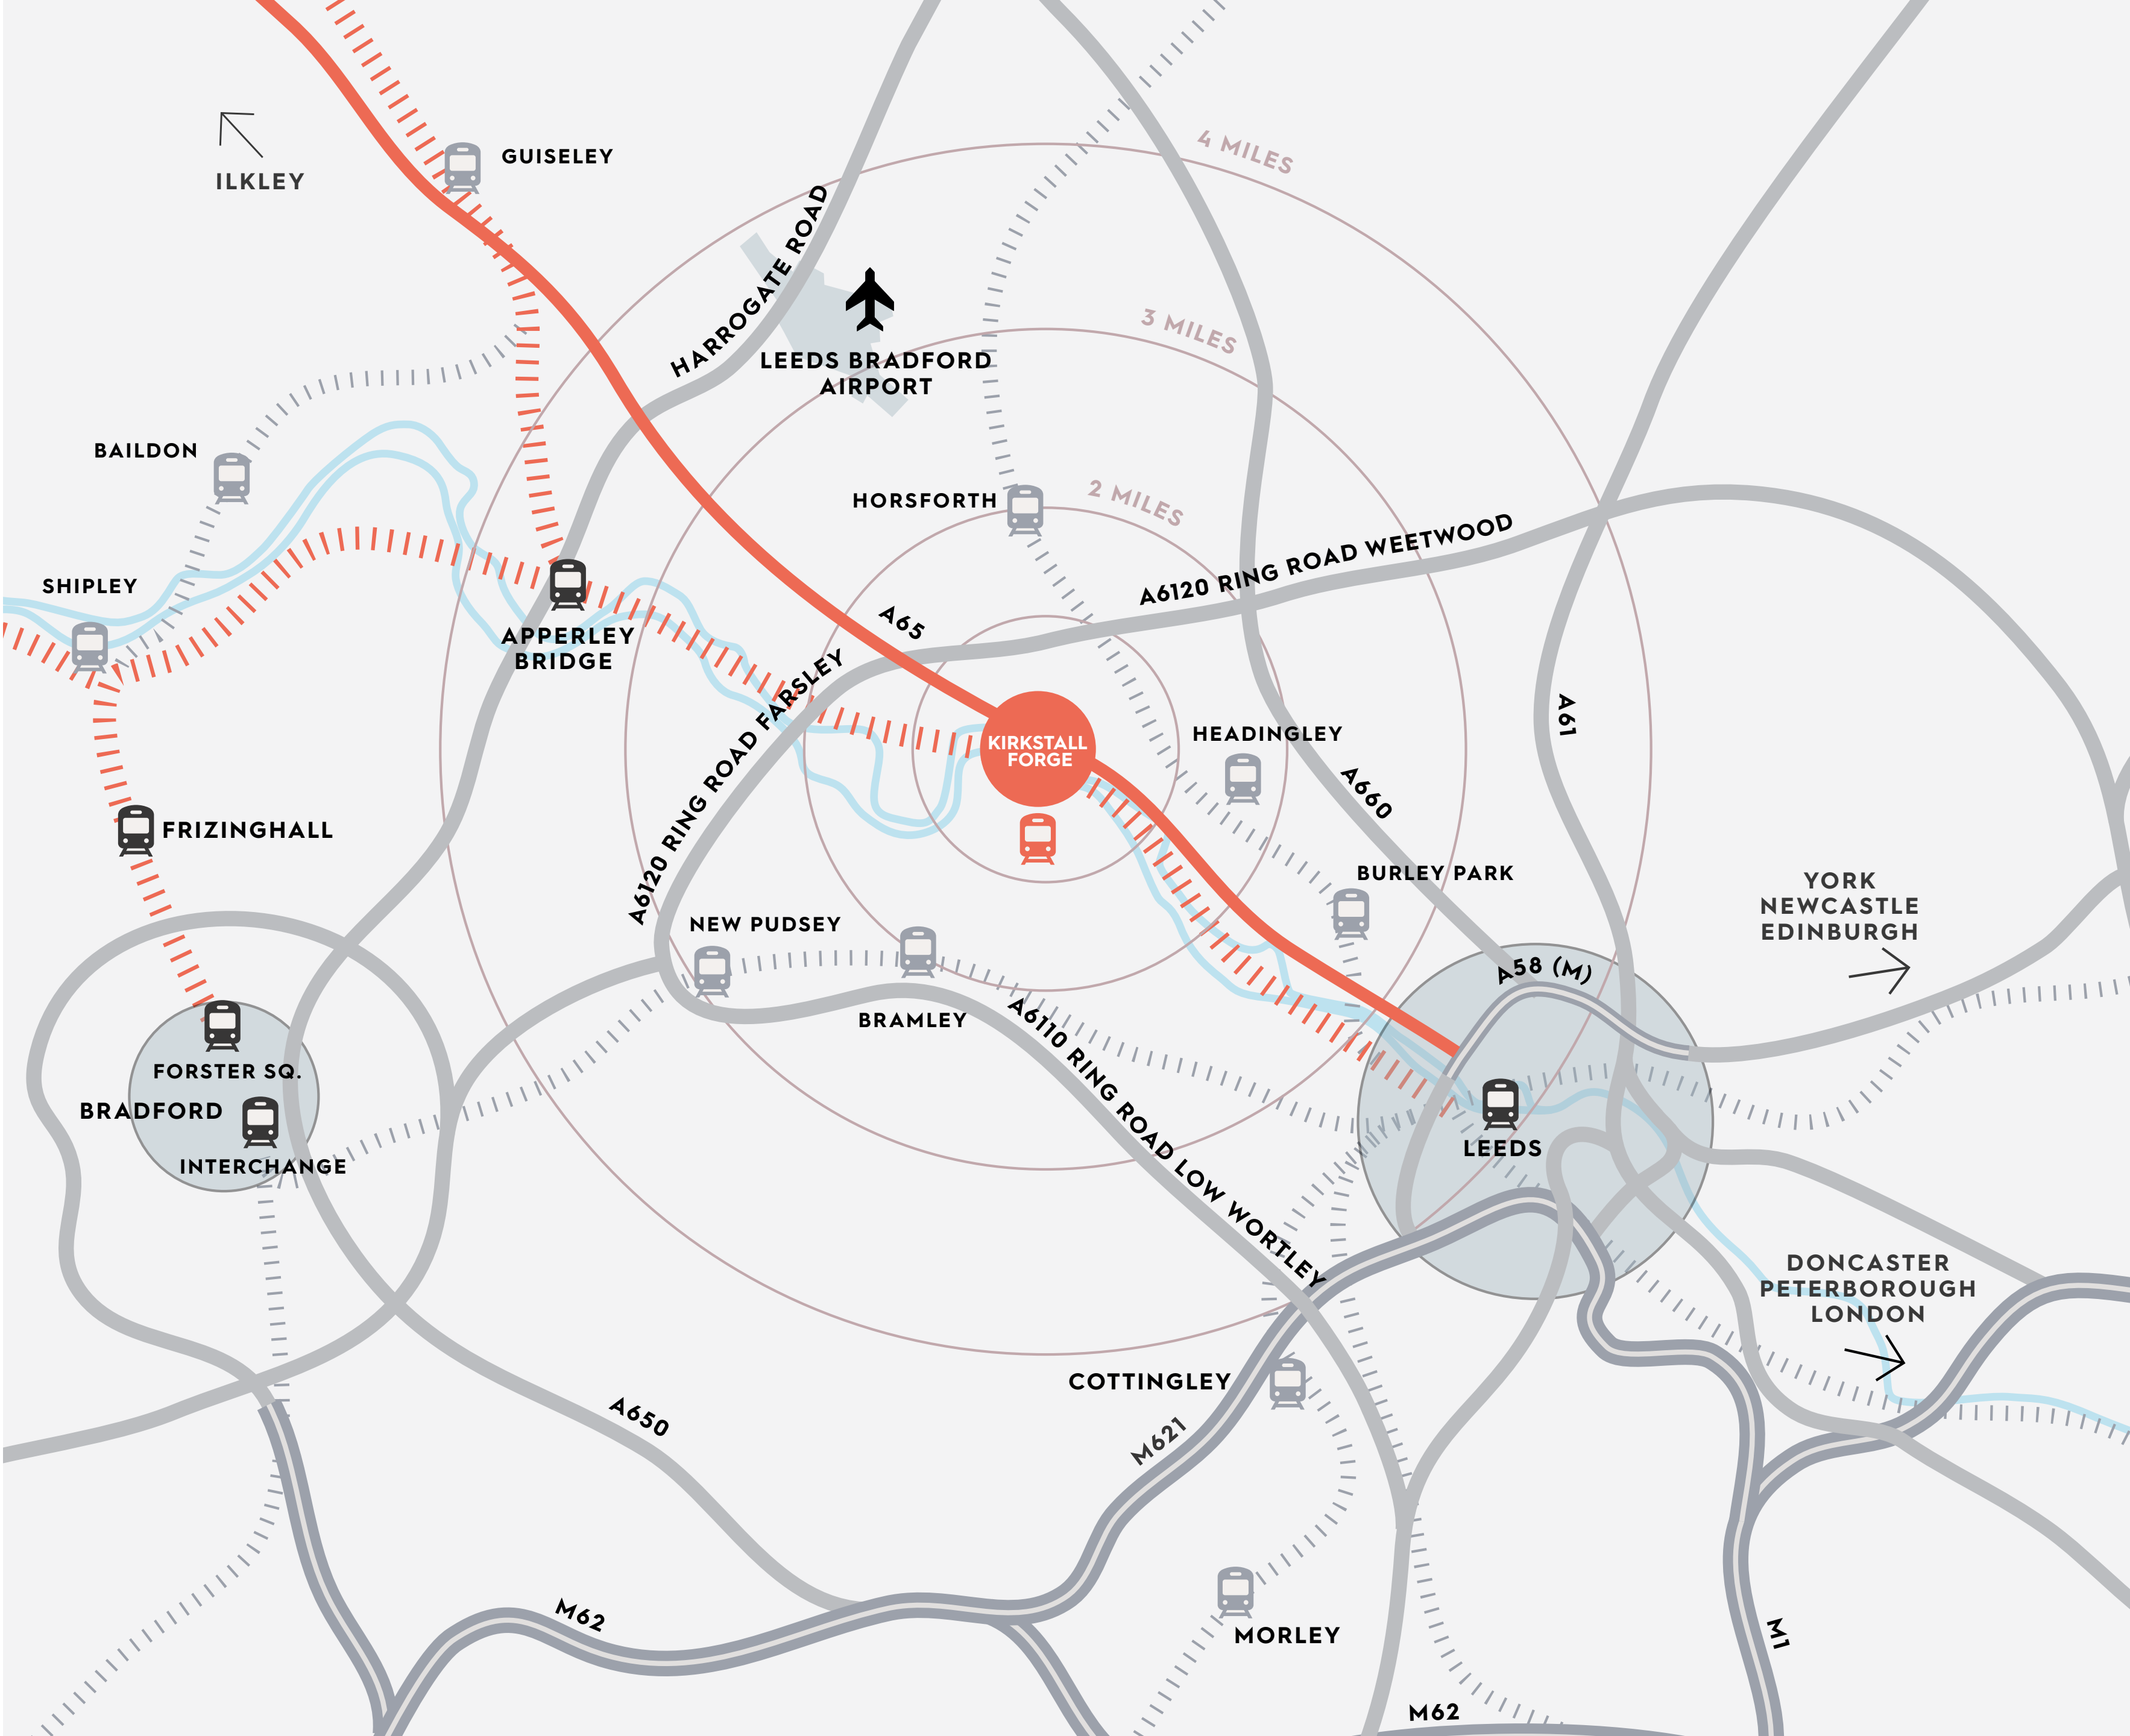 4 MILES
GUISELEY
ILKLEY
HARROGATE ROAD
3 MILES
LEEDS BRADFORD
AIRPORT
BAILDON
HORSFORTH
2 MILES
A6120 RING ROAD WEETWOOD
SHIPLEY
A65
APPERLEY
BRIDGE
A6120 RING ROAD FARSLEY
A61
KIRKSTALL
FORGE
HEADINGLEY
A660
FRIZINGHALL
BURLEY PARK
YORK
NEWCASTLE
EDINBURGH
NEW PUDSEY
A58 (M)
BRAMLEY
A6110 RING ROAD LOW WORTLEY
FORSTER SQ.
BRADFORD
INTERCHANGE
LEEDS
DONCASTER
PETERBOROUGH
LONDON
COTTINGLEY
A650
M621
M62
MORLEY
M1
M62